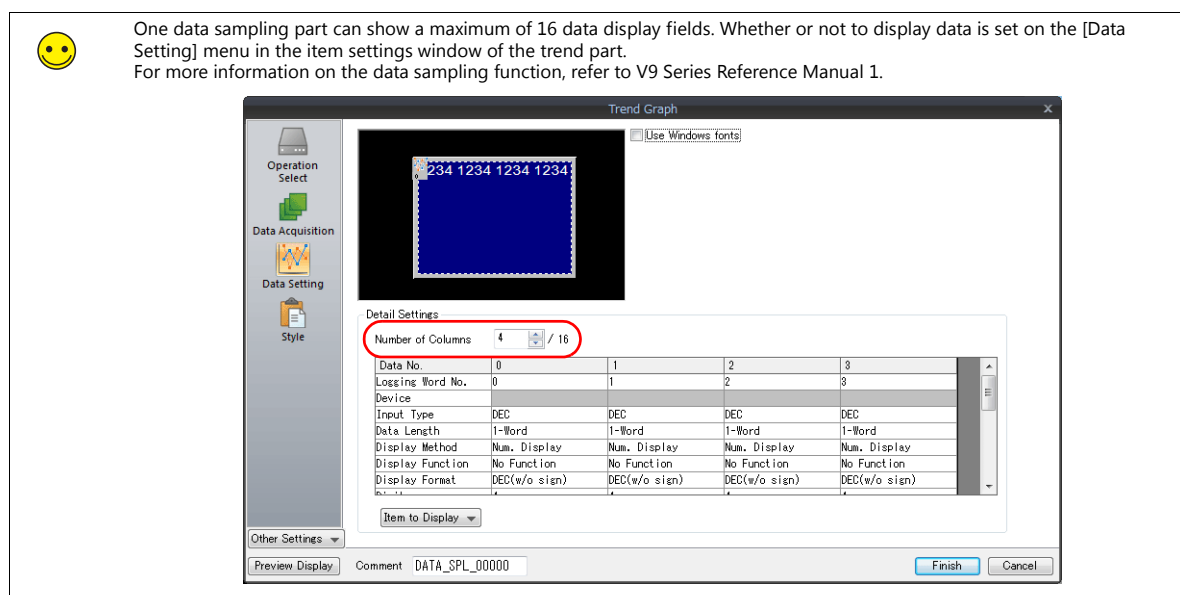 One data sampling part can show a maximum of 16 data display fields. Whether or not to display data is set on the [Data
Setting] menu in the item settings window of the trend part.
For more information on the data sampling function, refer to V9 Series Reference Manual 1.
Trend Graph
x
Use Windows fonts
234 1234 1234 1234
Operation
Select
Data Acquisition
Data Setting
Style
Detail Settings
Number of Columns 4 / 16
Data No. 0 1 2 3
Logging Word No. 0 1 2 3
Device
Input Type DEC DEC DEC DEC
Data Length 1-Word 1-Word 1-Word 1-Word
Display Method Num. Display Num. Display Num. Display Num. Display
Display Function No Function No Function No Function No Function
Display Format DEC(w/o sign) DEC(w/o sign) DEC(w/o sign) DEC(w/o sign)
Item to Display
Other Settings
Preview Display Comment DATA_SPL_00000 Finish Cancel